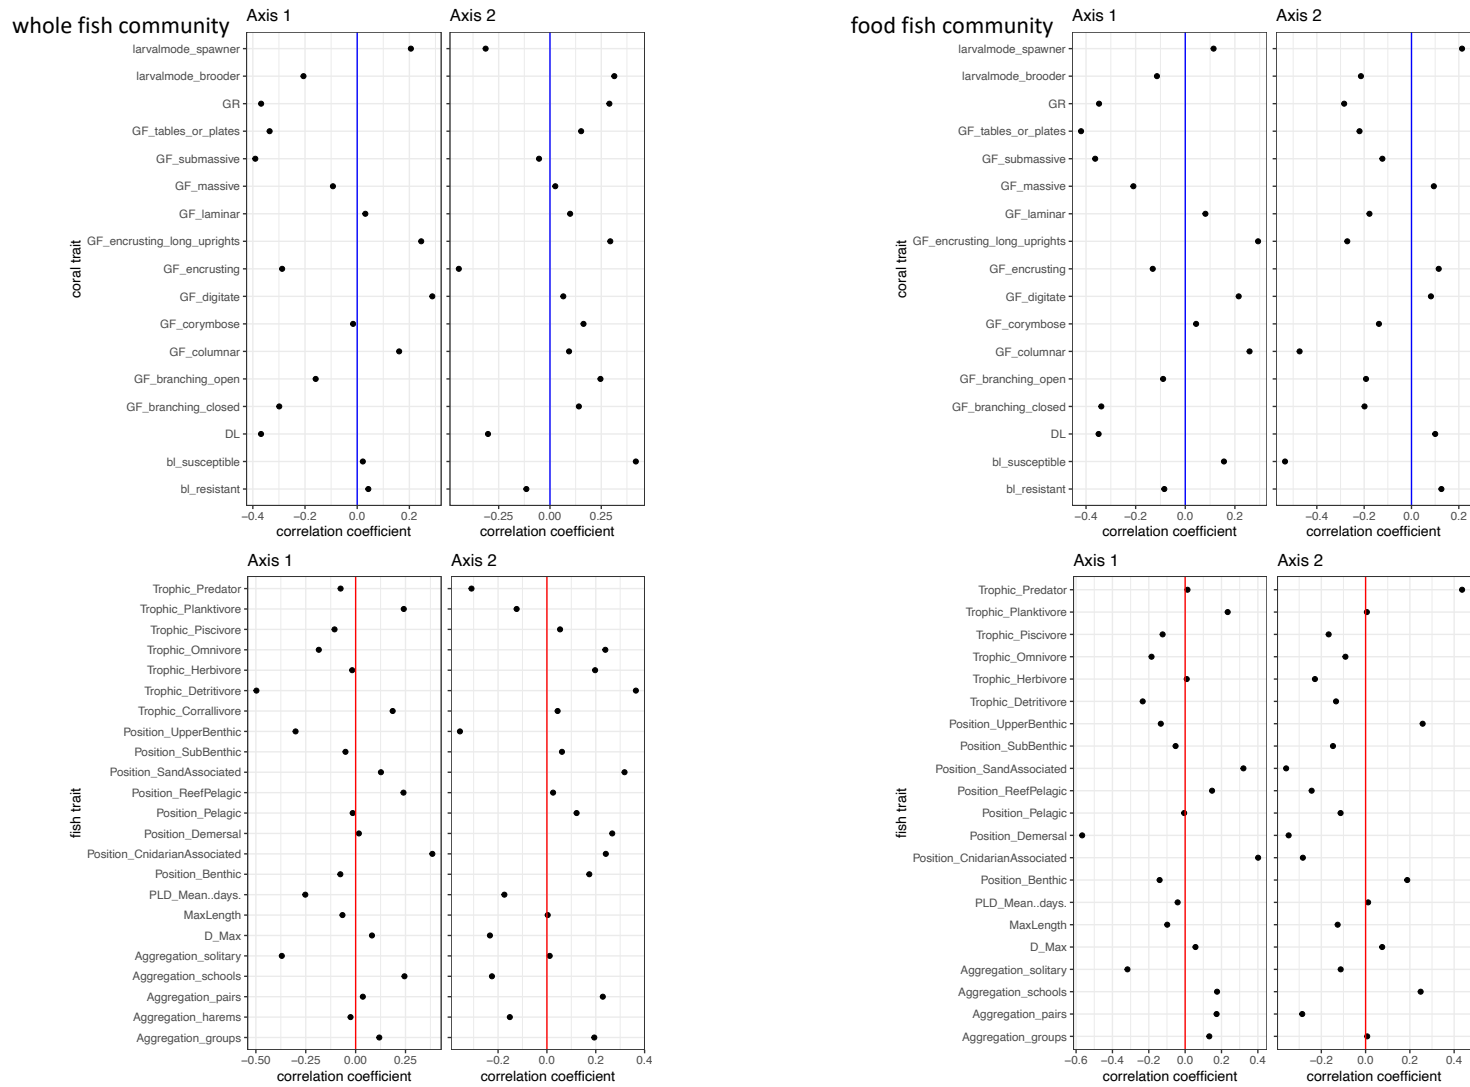 whole fish community
Axis 1
Axis 2
larvalmode_spawner
larvalmode_brooder
GR
GF_tables_or_plates
GF_submassive
GF_massive
GF_laminar
GF_encrusting_long_uprights
GF_encrusting
GF_digitate
GF_corymbose
GF_columnar
GF_branching_open
GF_branching_closed
DL
bl_susceptible
bl_resistant
coral trait
−0.4 −0.2 0.0 0.2
−0.25 0.00 0.25
correlation coefficient
correlation coefficient
food fish community
Axis 1
Axis 2
larvalmode_spawner
larvalmode_brooder
GR
GF_tables_or_plates
GF_submassive
GF_massive
GF_laminar
GF_encrusting_long_uprights
GF_encrusting
GF_digitate
GF_corymbose
GF_columnar
GF_branching_open
GF_branching_closed
DL
bl_susceptible
bl_resistant
coral trait
−0.4 −0.2 0.0 0.2
−0.4 −0.2 0.0 0.2
correlation coefficient
correlation coefficient
Axis 1
Axis 2
Trophic_Predator
Trophic_Planktivore
Trophic_Piscivore
Trophic_Omnivore
Trophic_Herbivore
Trophic_Detritivore
Trophic_Corrallivore
Position_UpperBenthic
Position_SubBenthic
Position_SandAssociated
Position_ReefPelagic
Position_Pelagic
Position_Demersal
Position_CnidarianAssociated
Position_Benthic
PLD_Mean..days.
MaxLength
D_Max
Aggregation_solitary
Aggregation_schools
Aggregation_pairs
Aggregation_harems
Aggregation_groups
fish trait
−0.50 −0.25 0.00 0.25
−0.2 0.0 0.2 0.4
correlation coefficient
correlation coefficient
Axis 1
Axis 2
Trophic_Predator
Trophic_Planktivore
Trophic_Piscivore
Trophic_Omnivore
Trophic_Herbivore
Trophic_Detritivore
Position_UpperBenthic
Position_SubBenthic
Position_SandAssociated
Position_ReefPelagic
Position_Pelagic
Position_Demersal
Position_CnidarianAssociated
Position_Benthic
PLD_Mean..days.
MaxLength
D_Max
Aggregation_solitary
Aggregation_schools
Aggregation_pairs
Aggregation_groups
fish trait
−0.6 −0.4 −0.2 0.0 0.2 0.4
−0.2 0.0 0.2 0.4
correlation coefficient
correlation coefficient